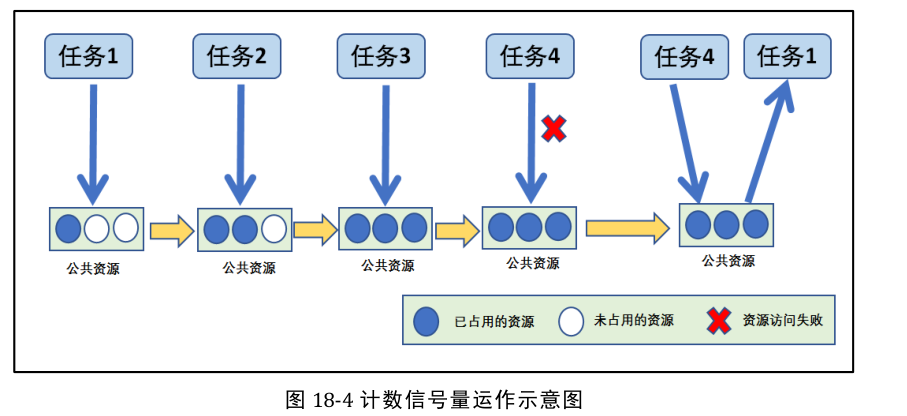 任务1
任务2
任务3
任务4
任务4
任务1
公共资源
公共资源
公共资源
公共资源
公共资源
已占用的资源
未占用的资源
资源访问失败
图 18-4 计数信号量运作示意图